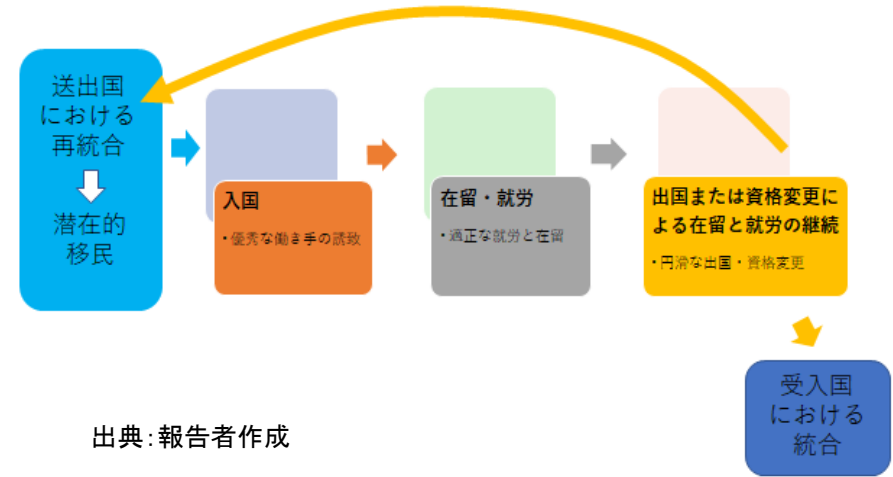 送出国
における
再統合
潜在的
移民
入国
・優秀な働き手の誘致
在留・就労
・適正な就労と在留
出国または資格変更に
よる在留と就労の継続
・円滑な出国・資格変更
受入国
における
統合
出典:報告者作成